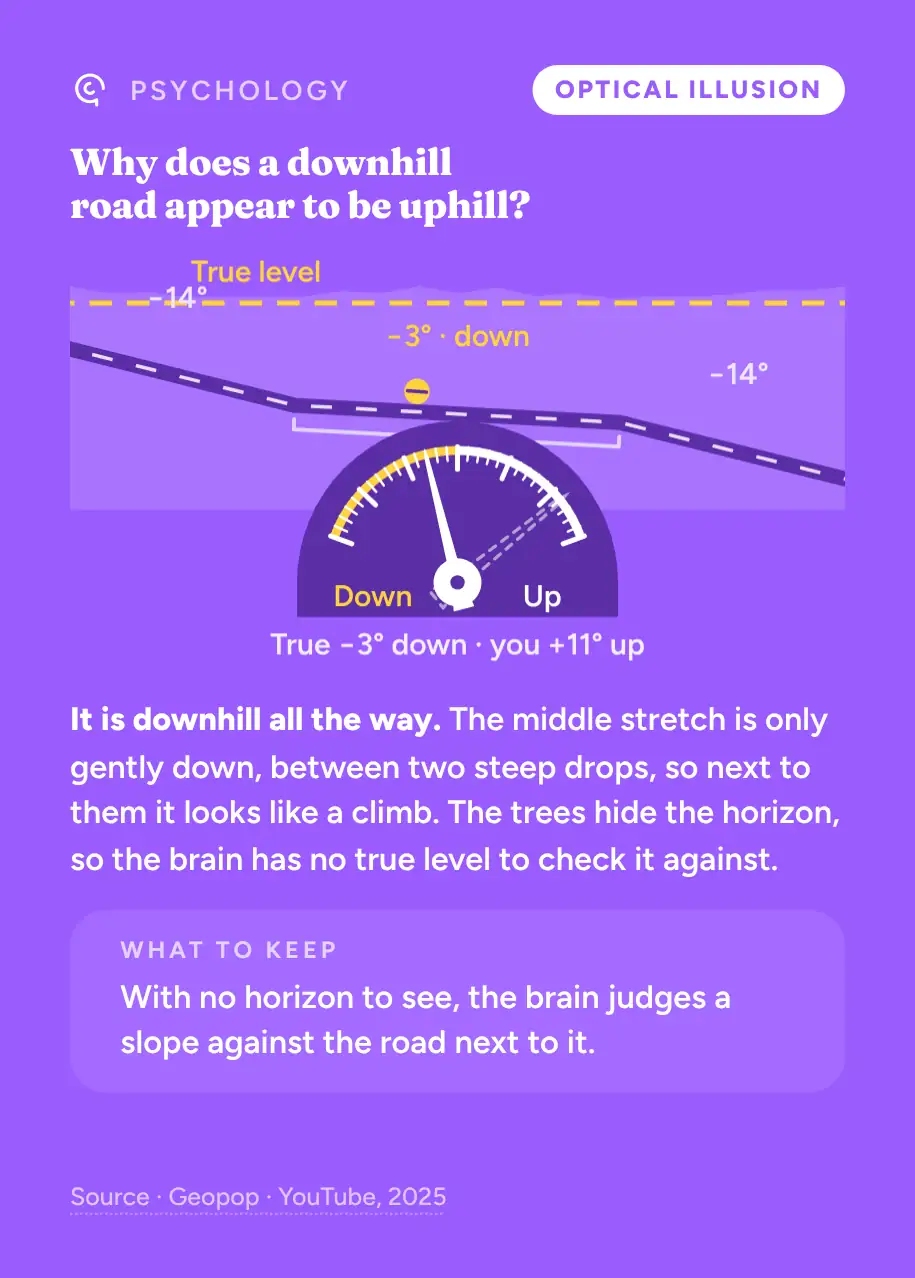 PSYCHOLOGY
OPTICAL ILLUSION
Why does a downhill
road appear to be uphill?
True level
−14°
−3° · down
−14°
Down
Up
True −3° down · you +11° up
It is downhill all the way. The middle stretch is only
gently down, between two steep drops, so next to
them it looks like a climb. The trees hide the horizon,
so the brain has no true level to check it against.
WHAT TO KEEP
With no horizon to see, the brain judges a
slope against the road next to it.
Source · Geopop · YouTube, 2025